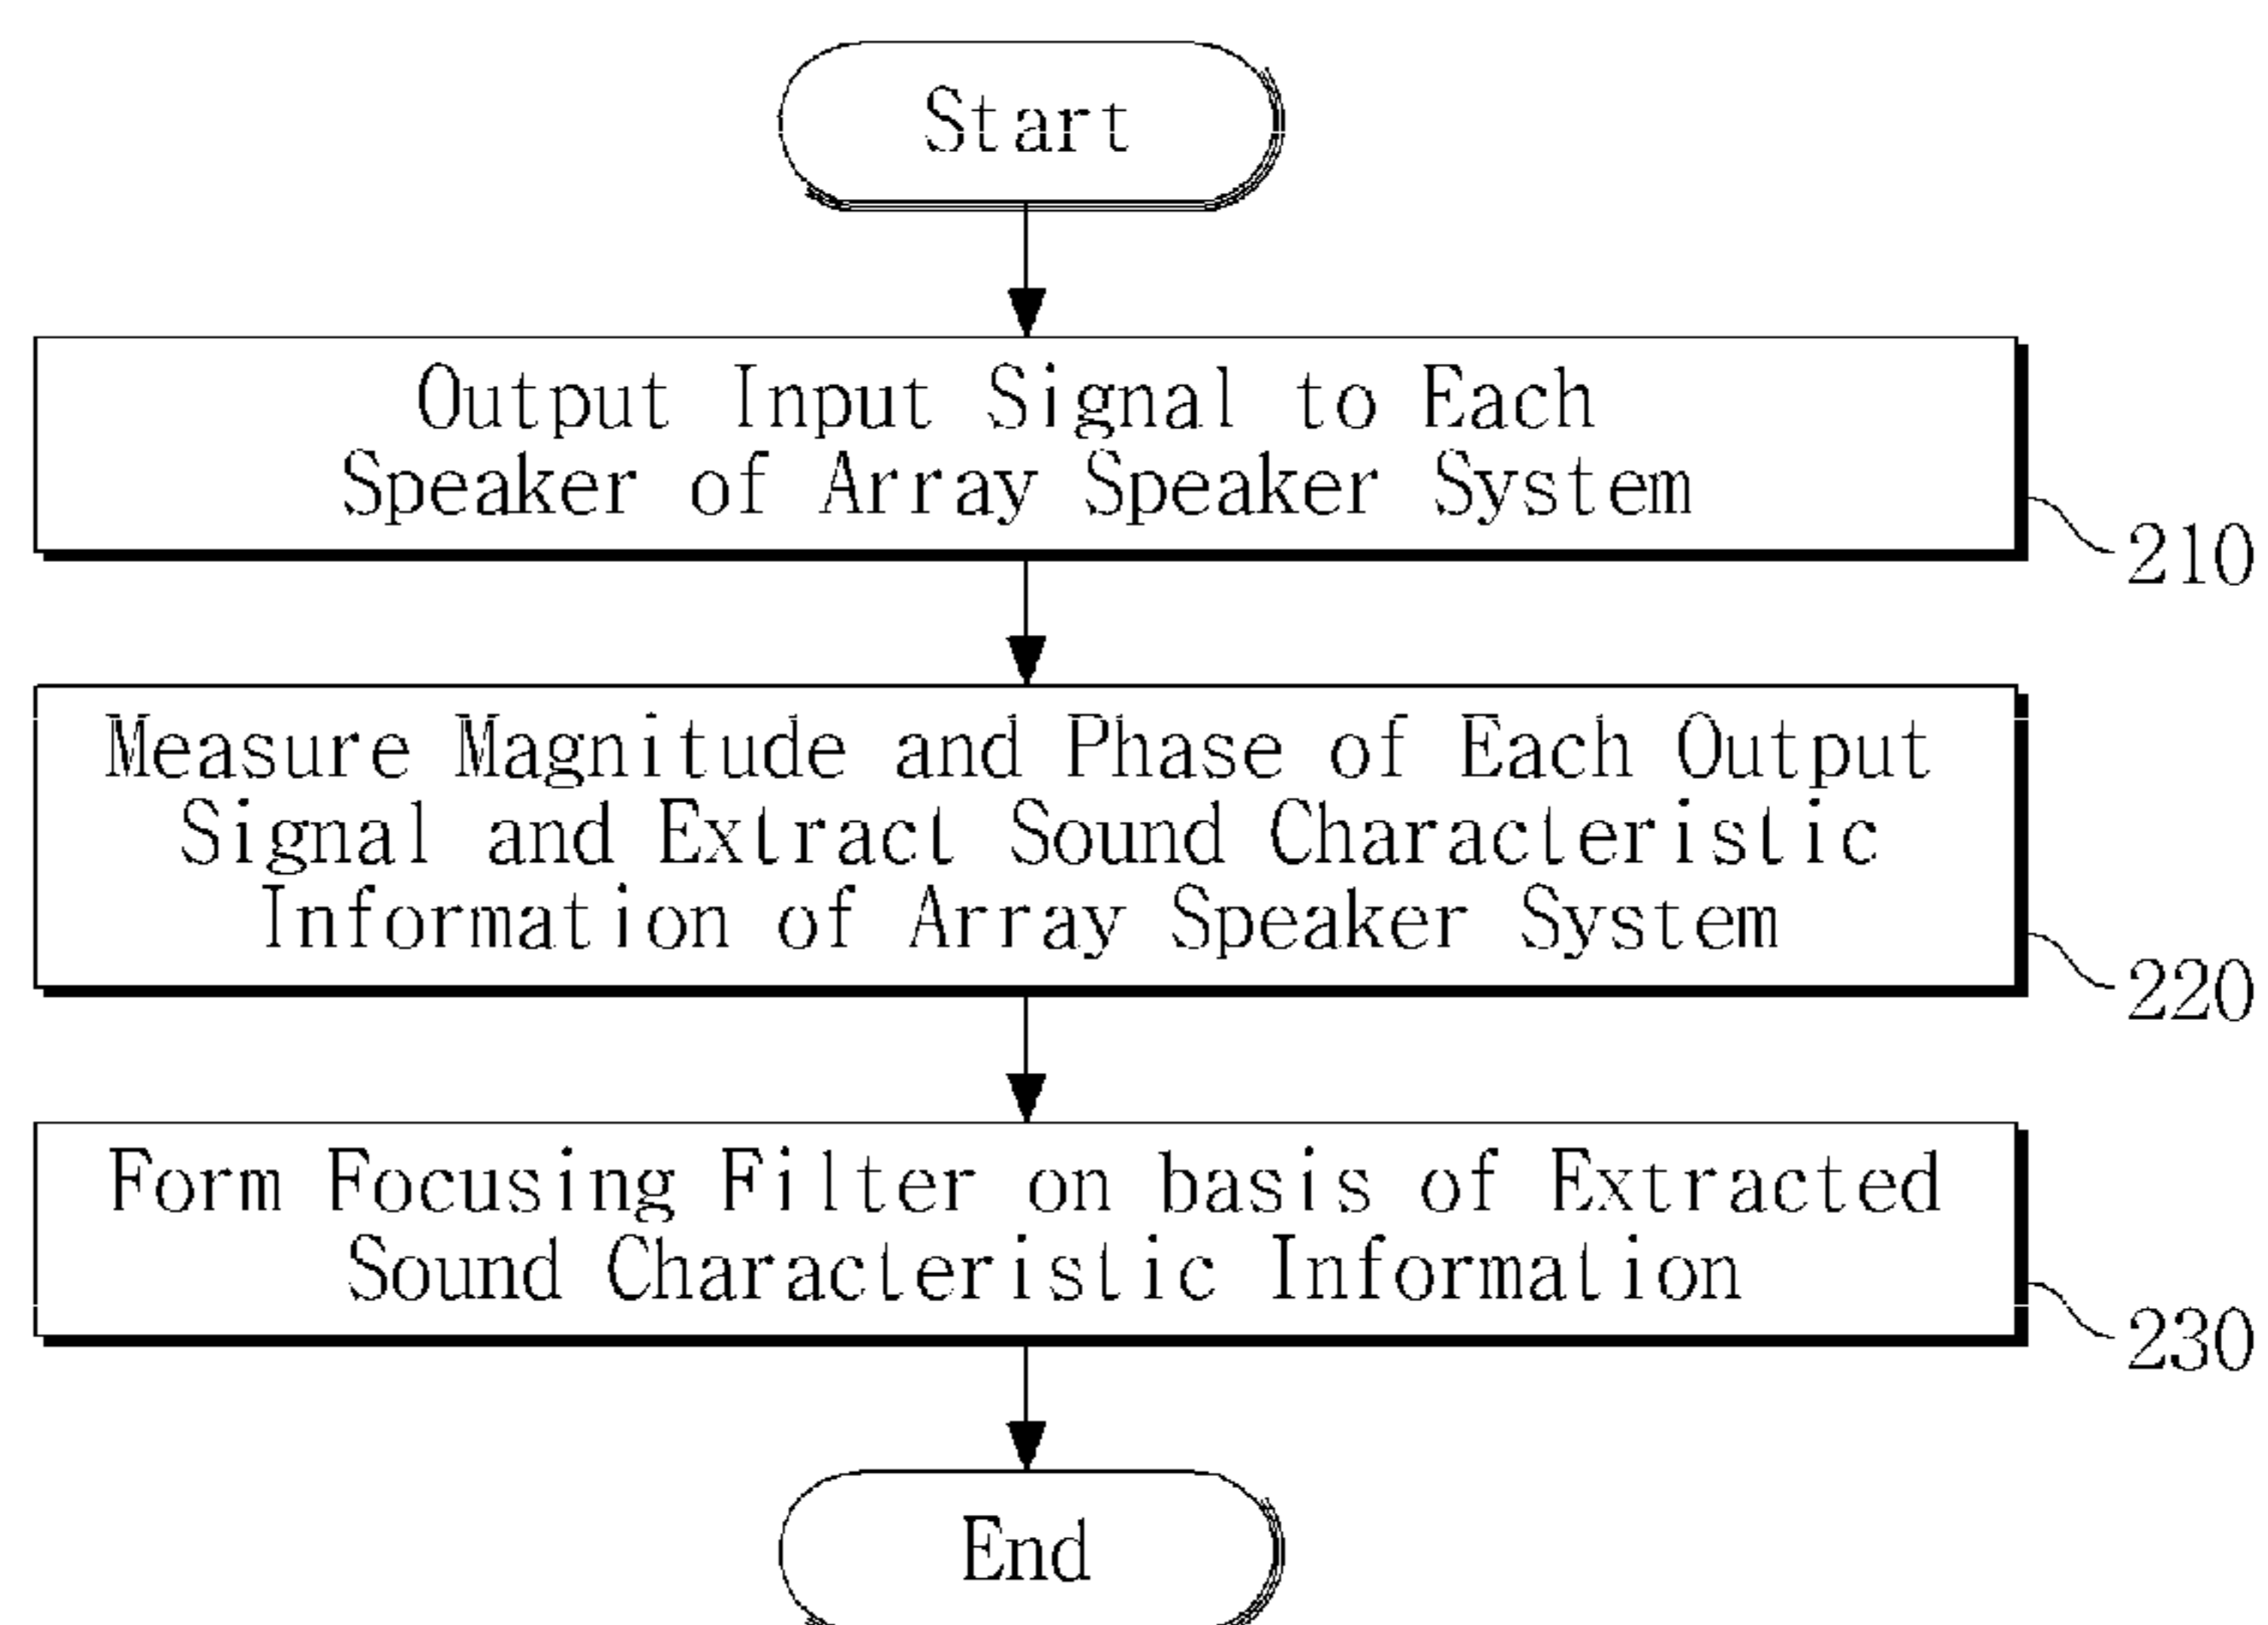 Start
Output Input Signal to Each
Speaker of Array Speaker System
210
Measure Magnitude and Phase of Each Output
Signal and Extract Sound Characteristic
Information of Array Speaker System
220
Form Focusing Filter on basis of Extracted
Sound Characteristic Information
230
End